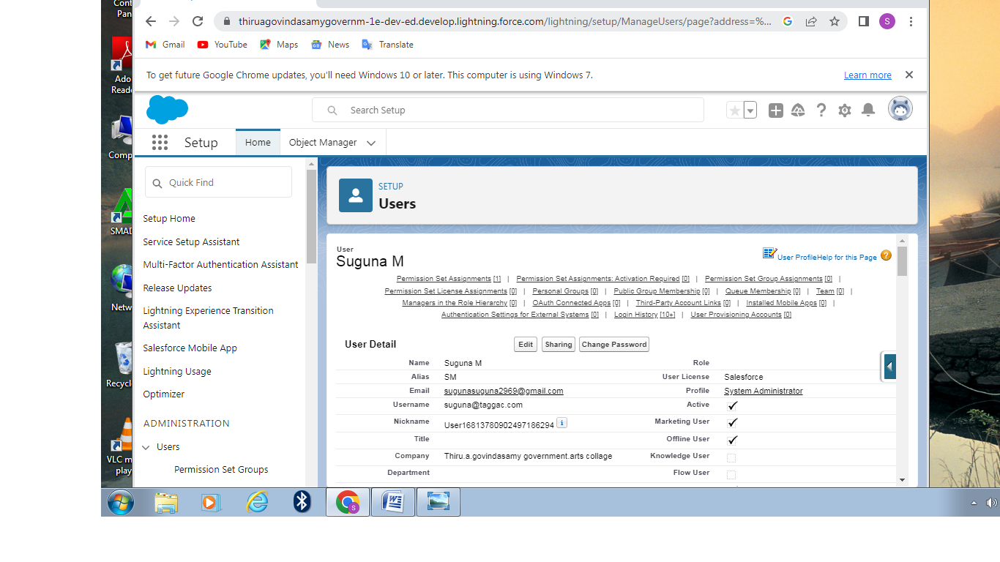 Cont
Pan
thiruagovindasamygovernm-1e-dev-ed.develop.lightning.force.com/lightning/setup/ManageUsers/page?address=%...
S
Gmail YouTube Maps News Translate
To get future Google Chrome updates, you'll need Windows 10 or later. This computer is using Windows 7. Learn more
Ado
Reade
Search Setup
Setup Home Object Manager
Comp
Quick Find
SETUP
Users
Setup Home
SMAD
Service Setup Assistant
Multi-Factor Authentication Assistant
Release Updates
Netw
Lightning Experience Transition
Assistant
Salesforce Mobile App
Lightning Usage
Recycl
Optimizer
ADMINISTRATION
Users
VLC m
play
Permission Set Groups
User
Suguna M
User Profile Help for this Page ?
Permission Set Assignments [1] | Permission Set Assignments: Activation Required [0] | Permission Set Group Assignments [0] |
Permission Set License Assignments [0] | Personal Groups [0] | Public Group Membership [0] | Queue Membership [0] | Team [0] |
Managers in the Role Hierarchy [0] | OAuth Connected Apps [0] | Third-Party Account Links [0] | Installed Mobile Apps [0] |
Authentication Settings for External Systems [0] | Login History [10+] | User Provisioning Accounts [0]
User Detail Edit Sharing Change Password
Name Suguna M Role
Alias SM User License Salesforce
Email sugunasuguna2969@gmail.com Profile System Administrator
Username suguna@taggac.com Active
Nickname User16813780902497186294 i Marketing User
Title Offline User
Company Thiru.a.govindasamy government.arts collage Knowledge User
Department Flow User
S W